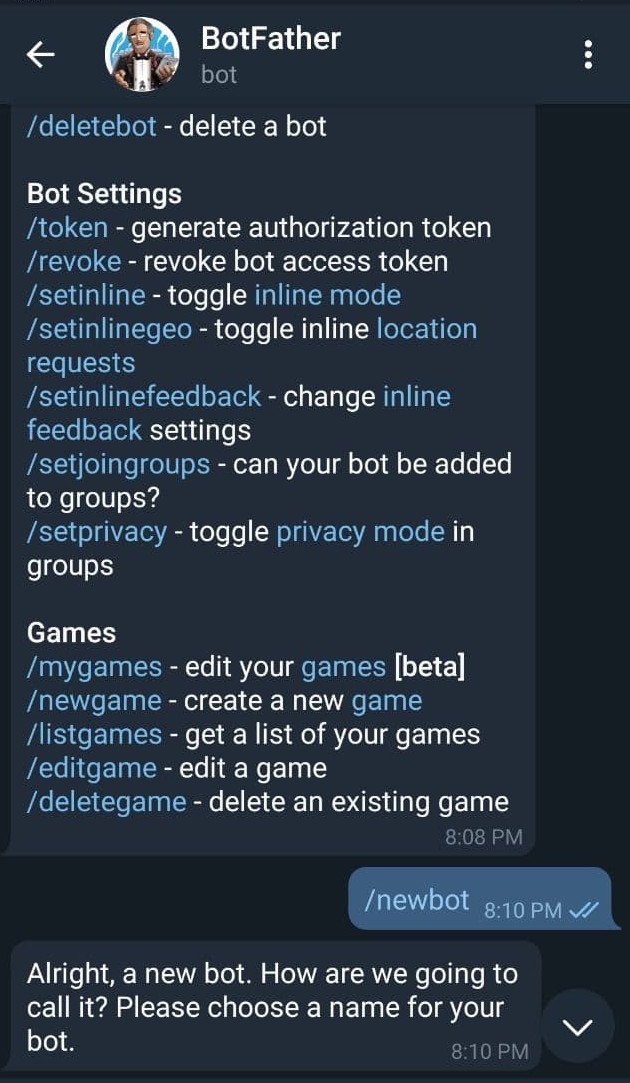 BotFather
bot
/deletebot - delete a bot
Bot Settings
/token - generate authorization token
/revoke - revoke bot access token
/setinline - toggle inline mode
/setinlinegeo - toggle inline location
requests
/setinlinefeedback - change inline
feedback settings
/setjoingroups - can your bot be added
to groups?
/setprivacy - toggle privacy mode in
groups
Games
/mygames - edit your games [beta]
/newgame - create a new game
/listgames - get a list of your games
/editgame - edit a game
/deletegame - delete an existing game
8:08 PM
/newbot 8:10 PM
Alright, a new bot. How are we going to
call it? Please choose a name for your
bot.
8:10 PM